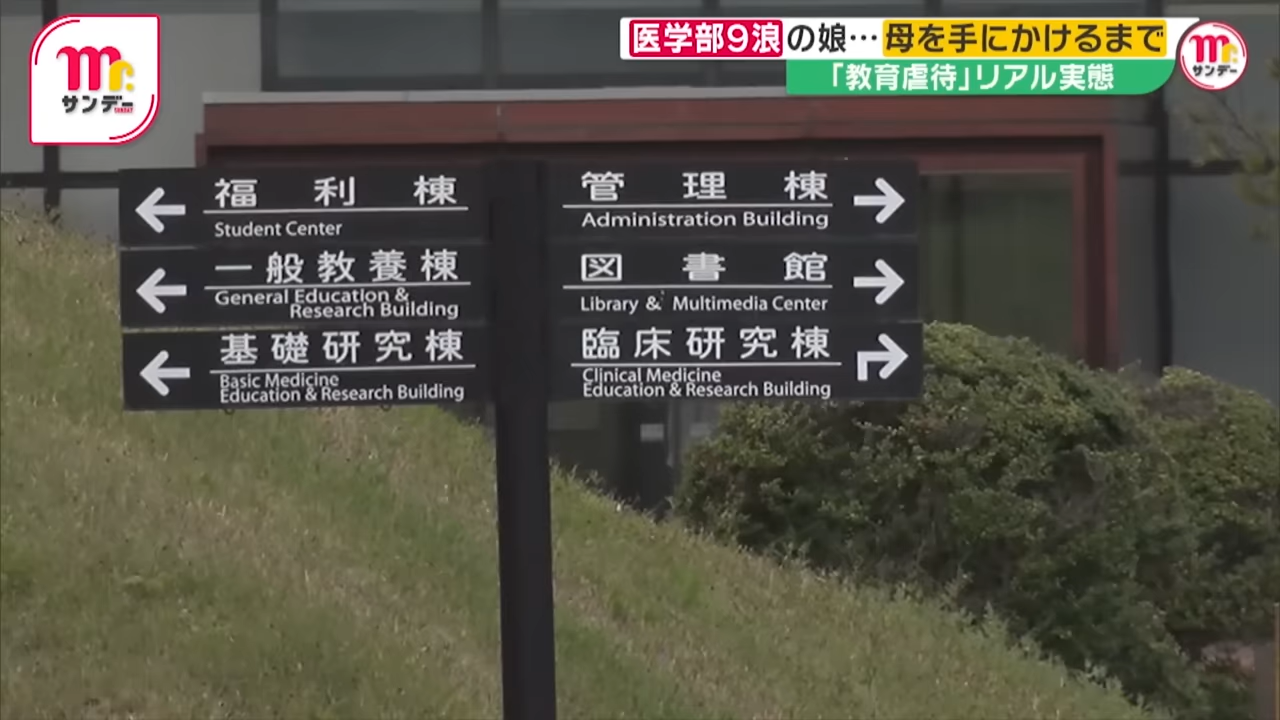 Mr.
サンデー
SUNDAY
医学部9浪の娘…母を手にかけるまで
「教育虐待」リアル実態
Mr.
サンデー
福利棟
Student Center
一般教養棟
General Education &
Research Building
基礎研究棟
Basic Medicine
Education & Research Building
管理棟
Administration Building
図書館
Library & Multimedia Center
臨床研究棟
Clinical Medicine
Education & Research Building